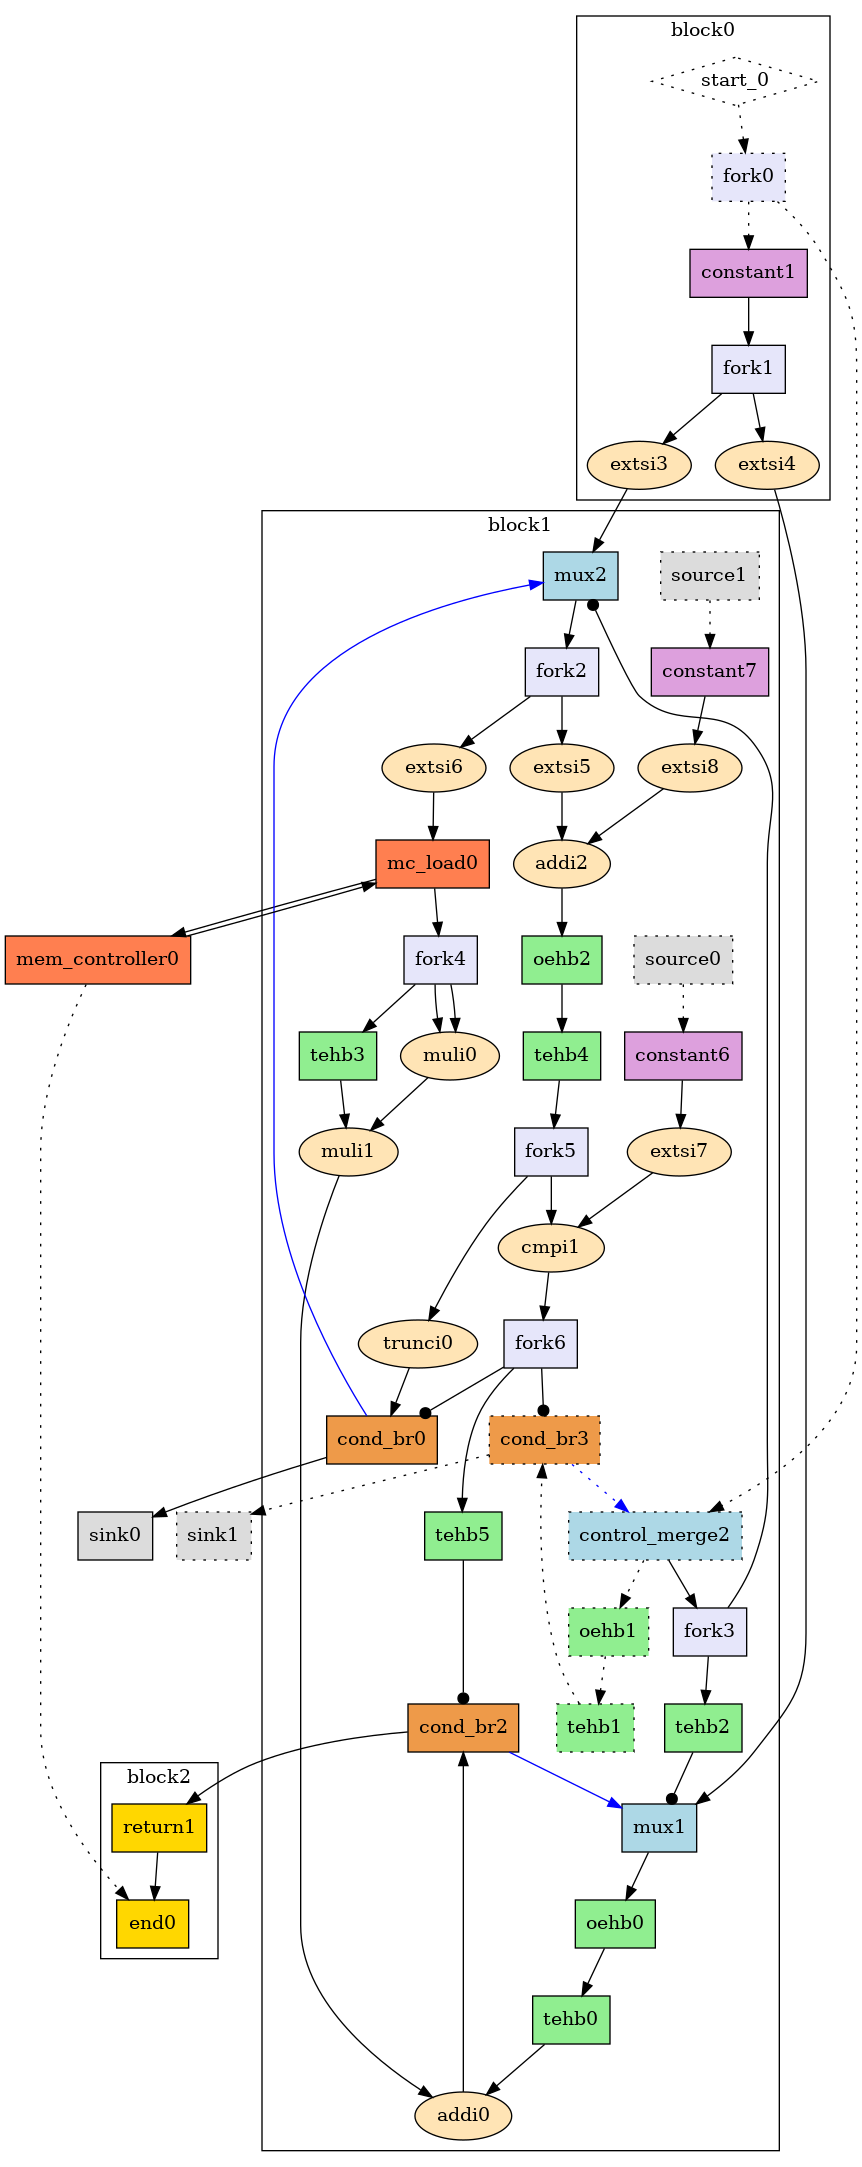 block0
start_0
fork0
constant1
fork1
extsi3 extsi4
block1
mux2 source1
fork2 constant7
extsi6 extsi5 extsi8
mc_load0 addi2
mem_controller0 fork4 oehb2 source0
tehb3 muli0 tehb4 constant6
muli1 fork5 extsi7
cmpi1
trunci0 fork6
cond_br0 cond_br3
sink0 sink1 tehb5 control_merge2
oehb1 fork3
cond_br2 tehb1 tehb2
block2
return1 mux1
end0 oehb0
tehb0
addi0